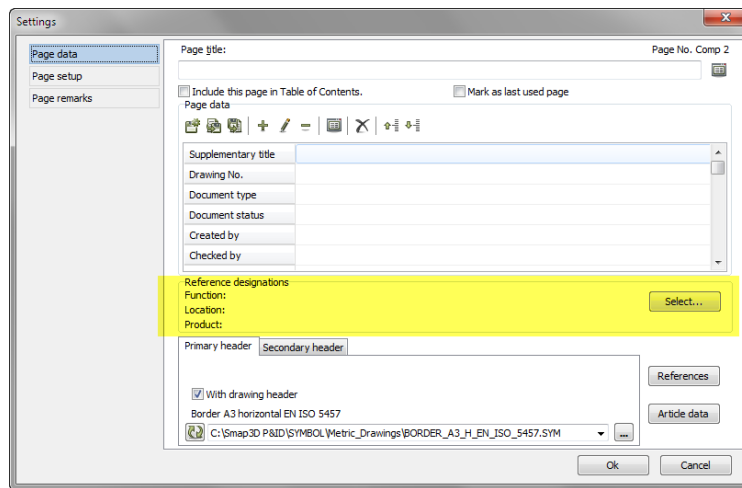 Settings
Page data
Page setup
Page remarks
Page title:
Page No. Comp 2
Include this page in Table of Contents.
Mark as last used page
Page data
Supplementary title
Drawing No.
Document type
Document status
Created by
Checked by
Reference designations
Function:
Location:
Product:
Select...
Primary header
Secondary header
With drawing header
Border A3 horizontal EN ISO 5457
C:\Smap3D P&ID\SYMBOL\Metric_Drawings\BORDER_A3_H_EN_ISO_5457.SYM
...
References
Article data
Ok
Cancel